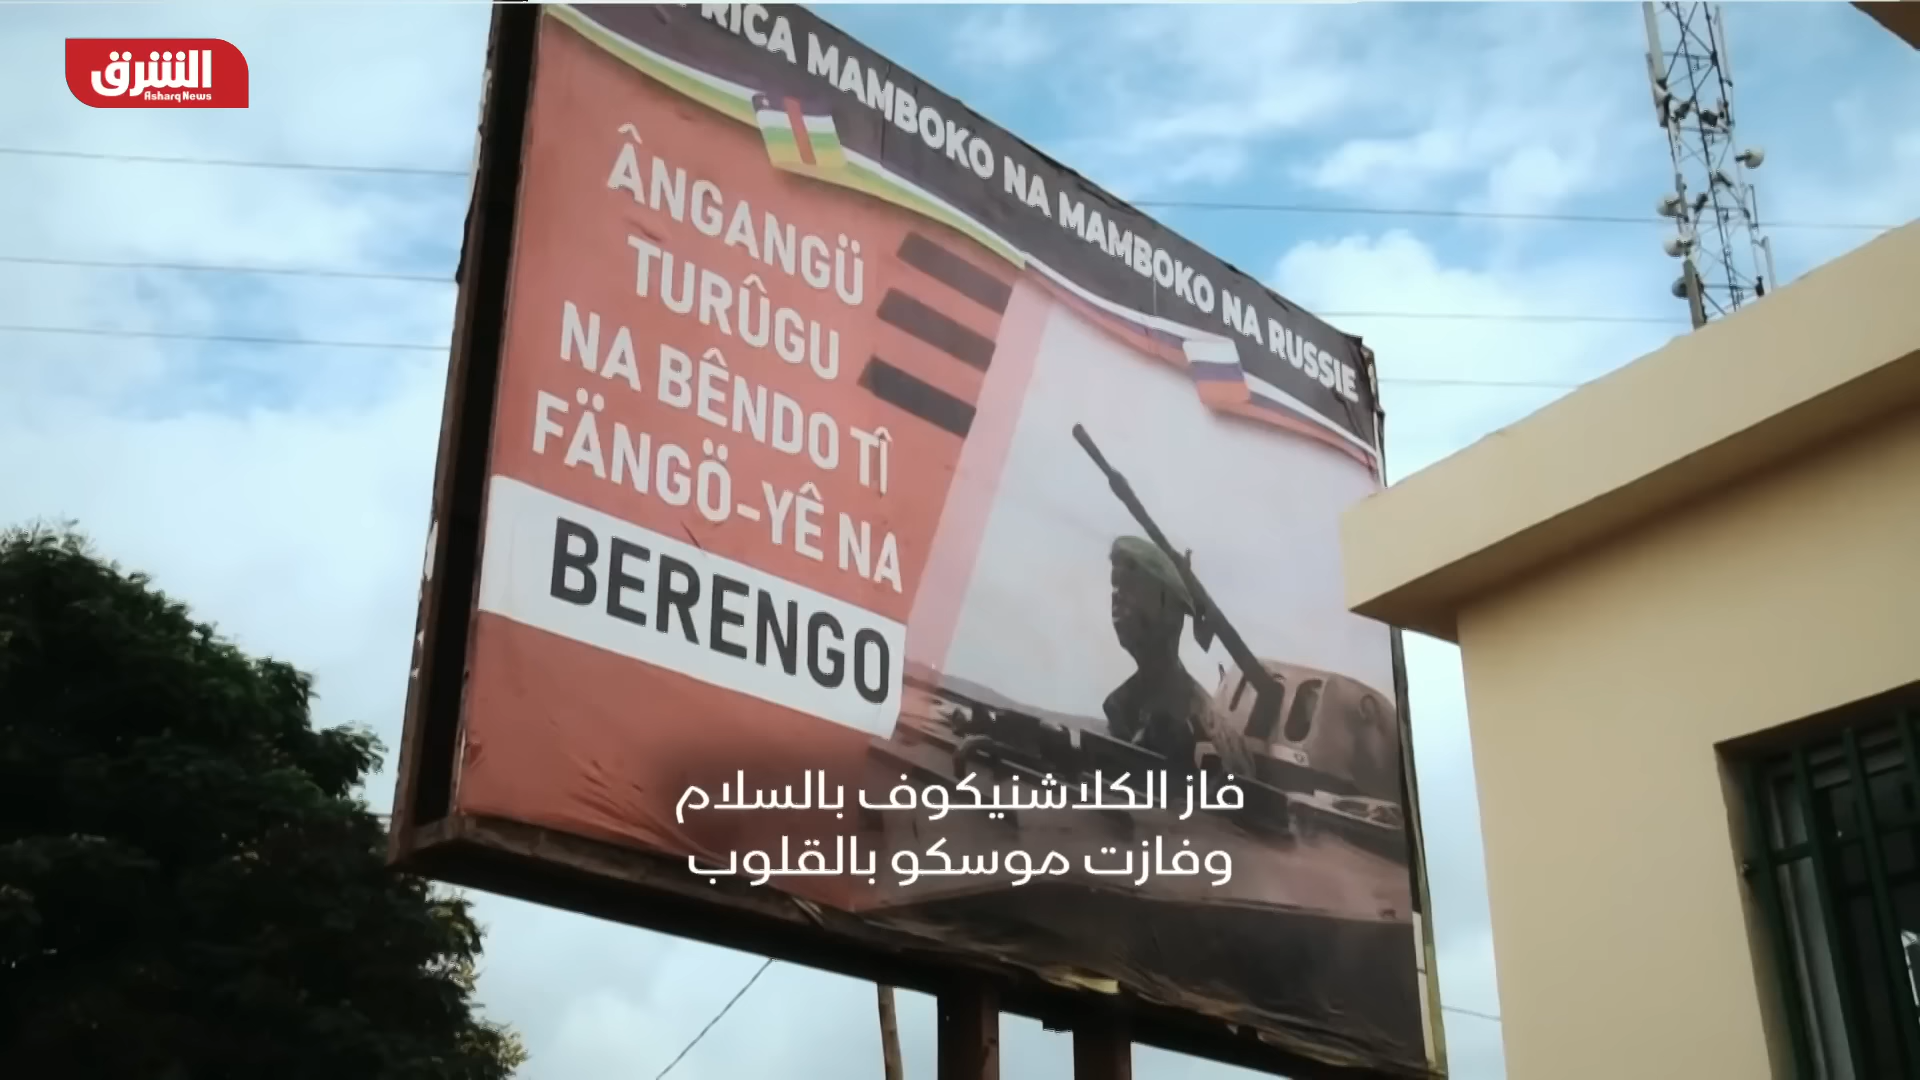 الشرق
Asharq News
RICA MAMBOKO NA MAMBOKO NA RUSSIE
ÂNGANGÜ
TURÛGU
NA BÊNDO TÎ
FÄNGÖ-YÊ NA
BERENGO
فاز الكلاشنيكوف بالسلام
وفازت موسكو بالقلوب